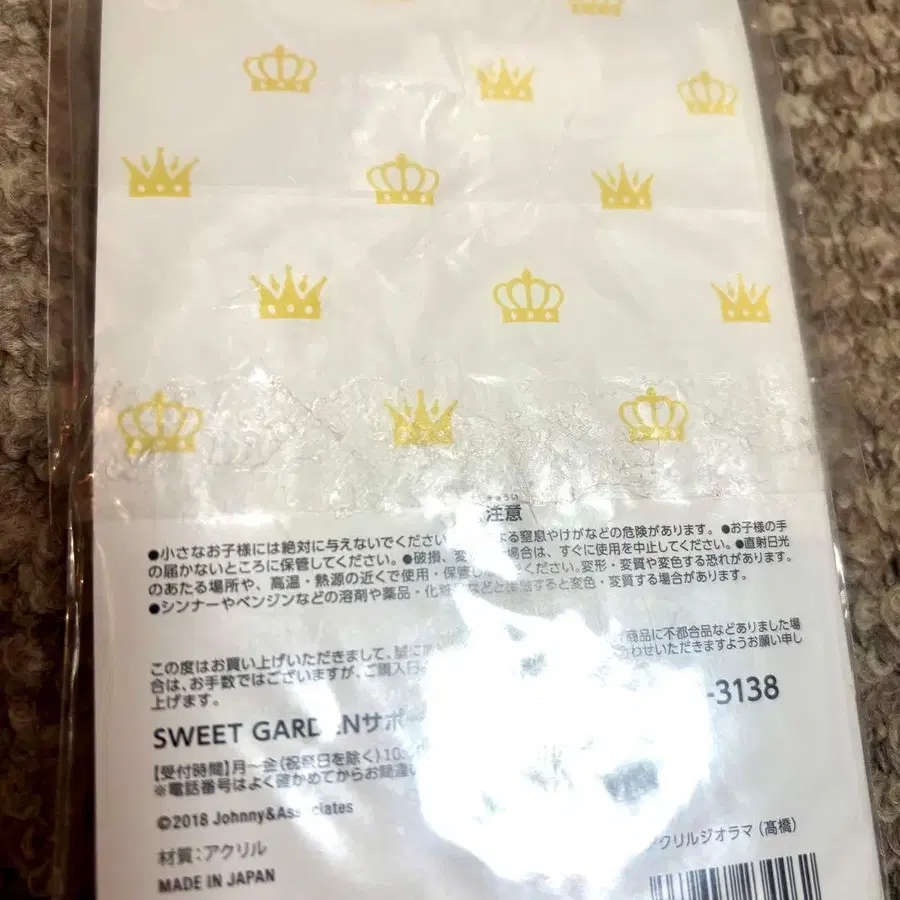 ちゅうい
注意
●小さなお子様には絶対に与えないでください 窒息やけがなどの危険があります。●お子様の手
の届かないところに保管してください。●破損、変 場合は、すぐに使用を中止してください。●直射日光
のあたる場所や、高温・熱源の近くで使用・保管し ください。変形・変質や変色する恐れがあります。
●シンナーやベンジンなどの溶剤や薬品・化粧 などと接触すると変色・変質する場合があります。
この度はお買い上げいただきまして、誠に 商品に不都合品などありました場
合は、お手数ではございますが、ご購入日 わせいただきますようお願い申し
上げます。
SWEET GARDENサポ -3138
【受付時間】月～金(祝祭日を除く)10
※電話番号はよく確かめてからお間違い
©2018 Johnny&Associates
クリルジオラマ(髙橋)
材質：アクリル
MADE IN JAPAN